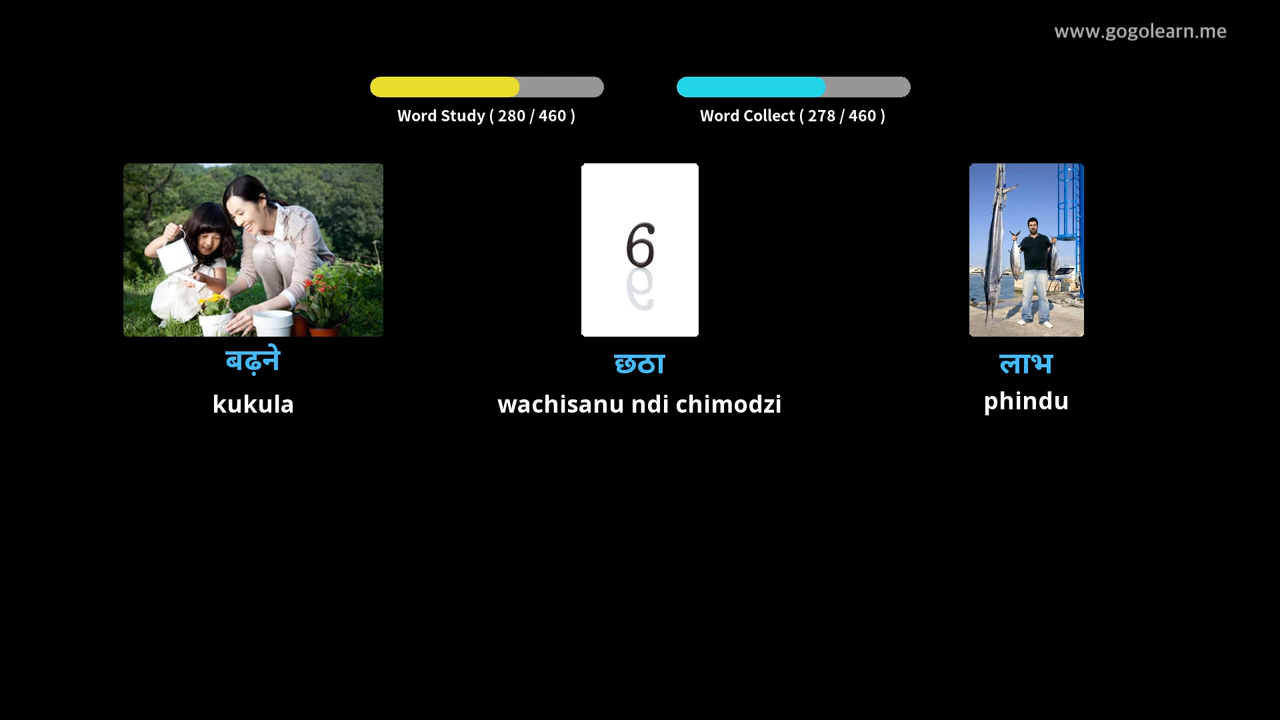 www.gogolearn.me
Word Study ( 280 / 460 )
Word Collect ( 278 / 460 )
6
बढ़ने
छठा
लाभ
kukula
wachisanu ndi chimodzi
phindu